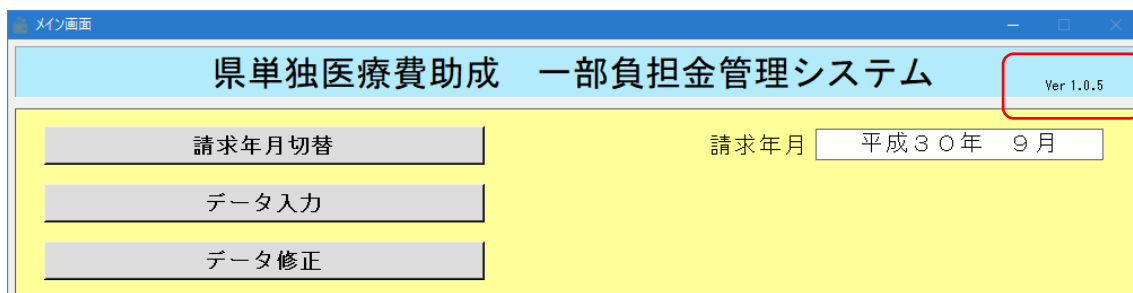 メイン画面
県単独医療費助成　一部負担金管理システム
Ver 1.0.5
請求年月切替
請求年月　平成３０年　９月
データ入力
データ修正